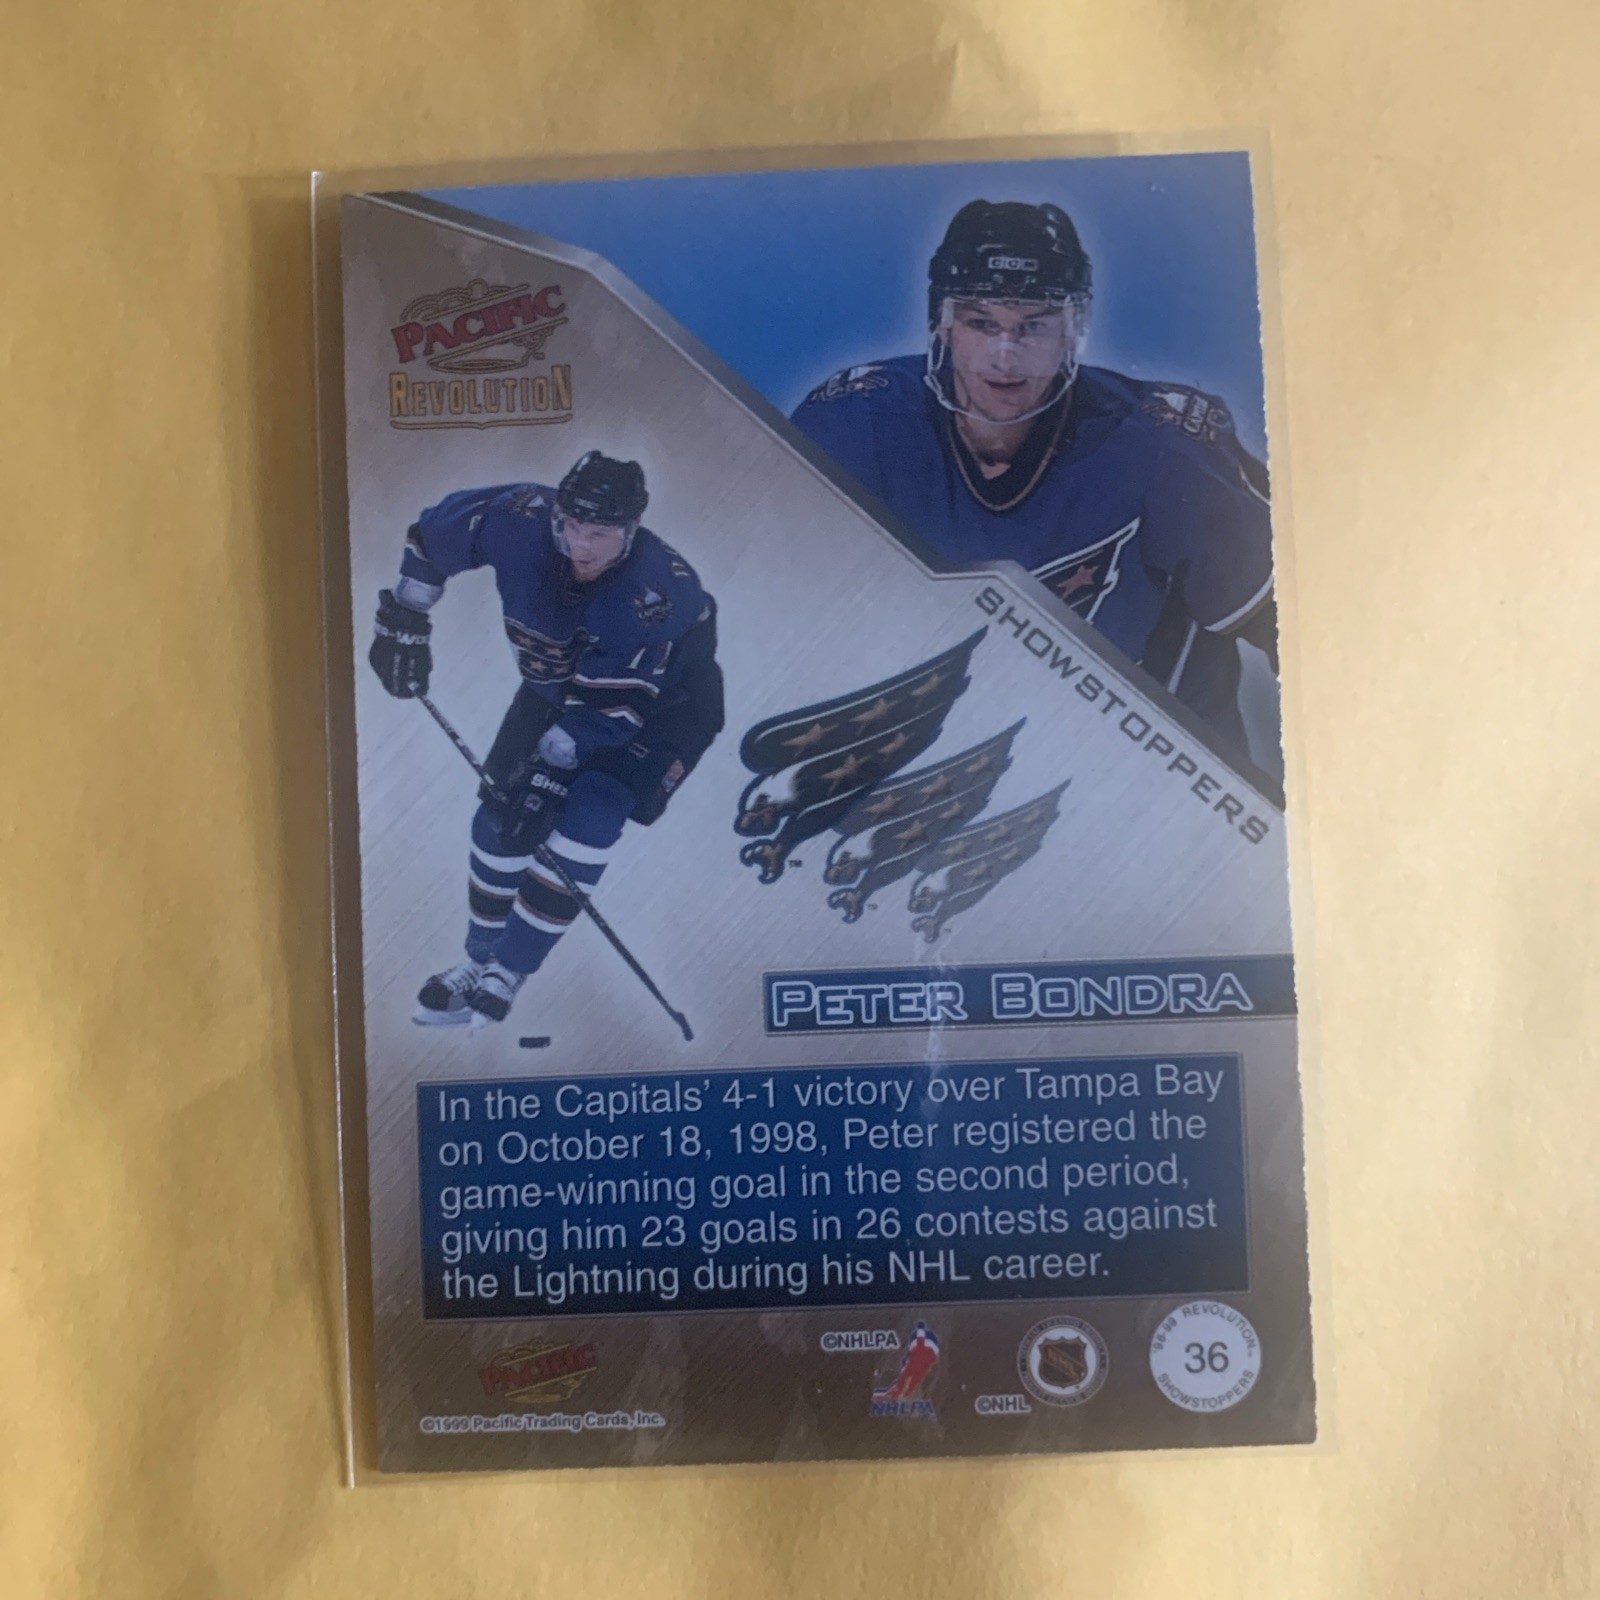 CCM
PACIFIC
REVOLUTION
SHOWSTOPPERS
PETER BONDRA
In the Capitals' 4-1 victory over Tampa Bay
on October 18, 1998, Peter registered the
game-winning goal in the second period,
giving him 23 goals in 26 contests against
the Lightning during his NHL career.
PACIFIC
©1999 Pacific Trading Cards, Inc.
©NHLPA
NHLPA
©NHL
'98-99 REVOLUTION™
36
SHOWSTOPPERS